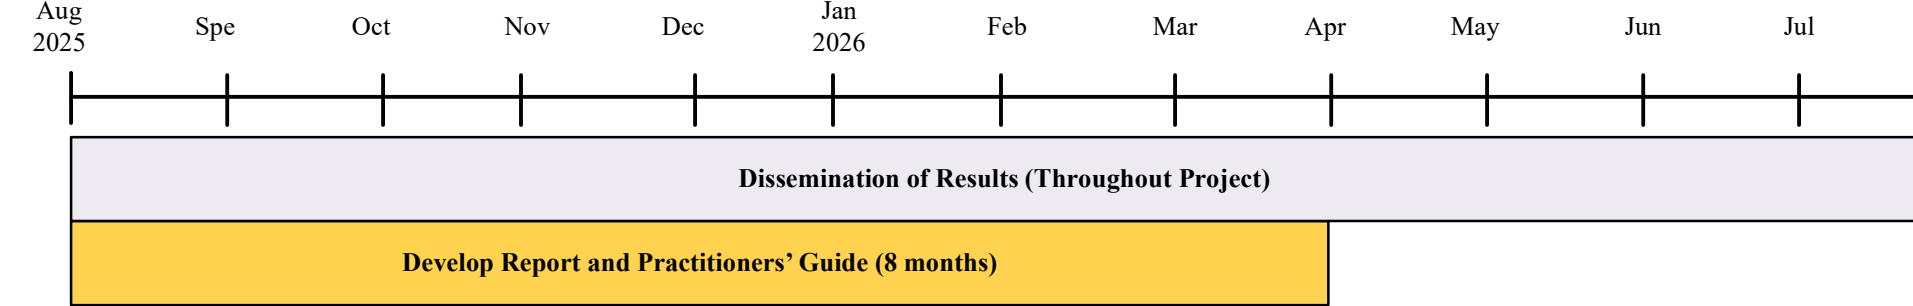 Aug
2025
Spe
Oct
Nov
Dec
Jan
2026
Feb
Mar
Apr
May
Jun
Jul
Dissemination of Results (Throughout Project)
Develop Report and Practitioners’ Guide (8 months)